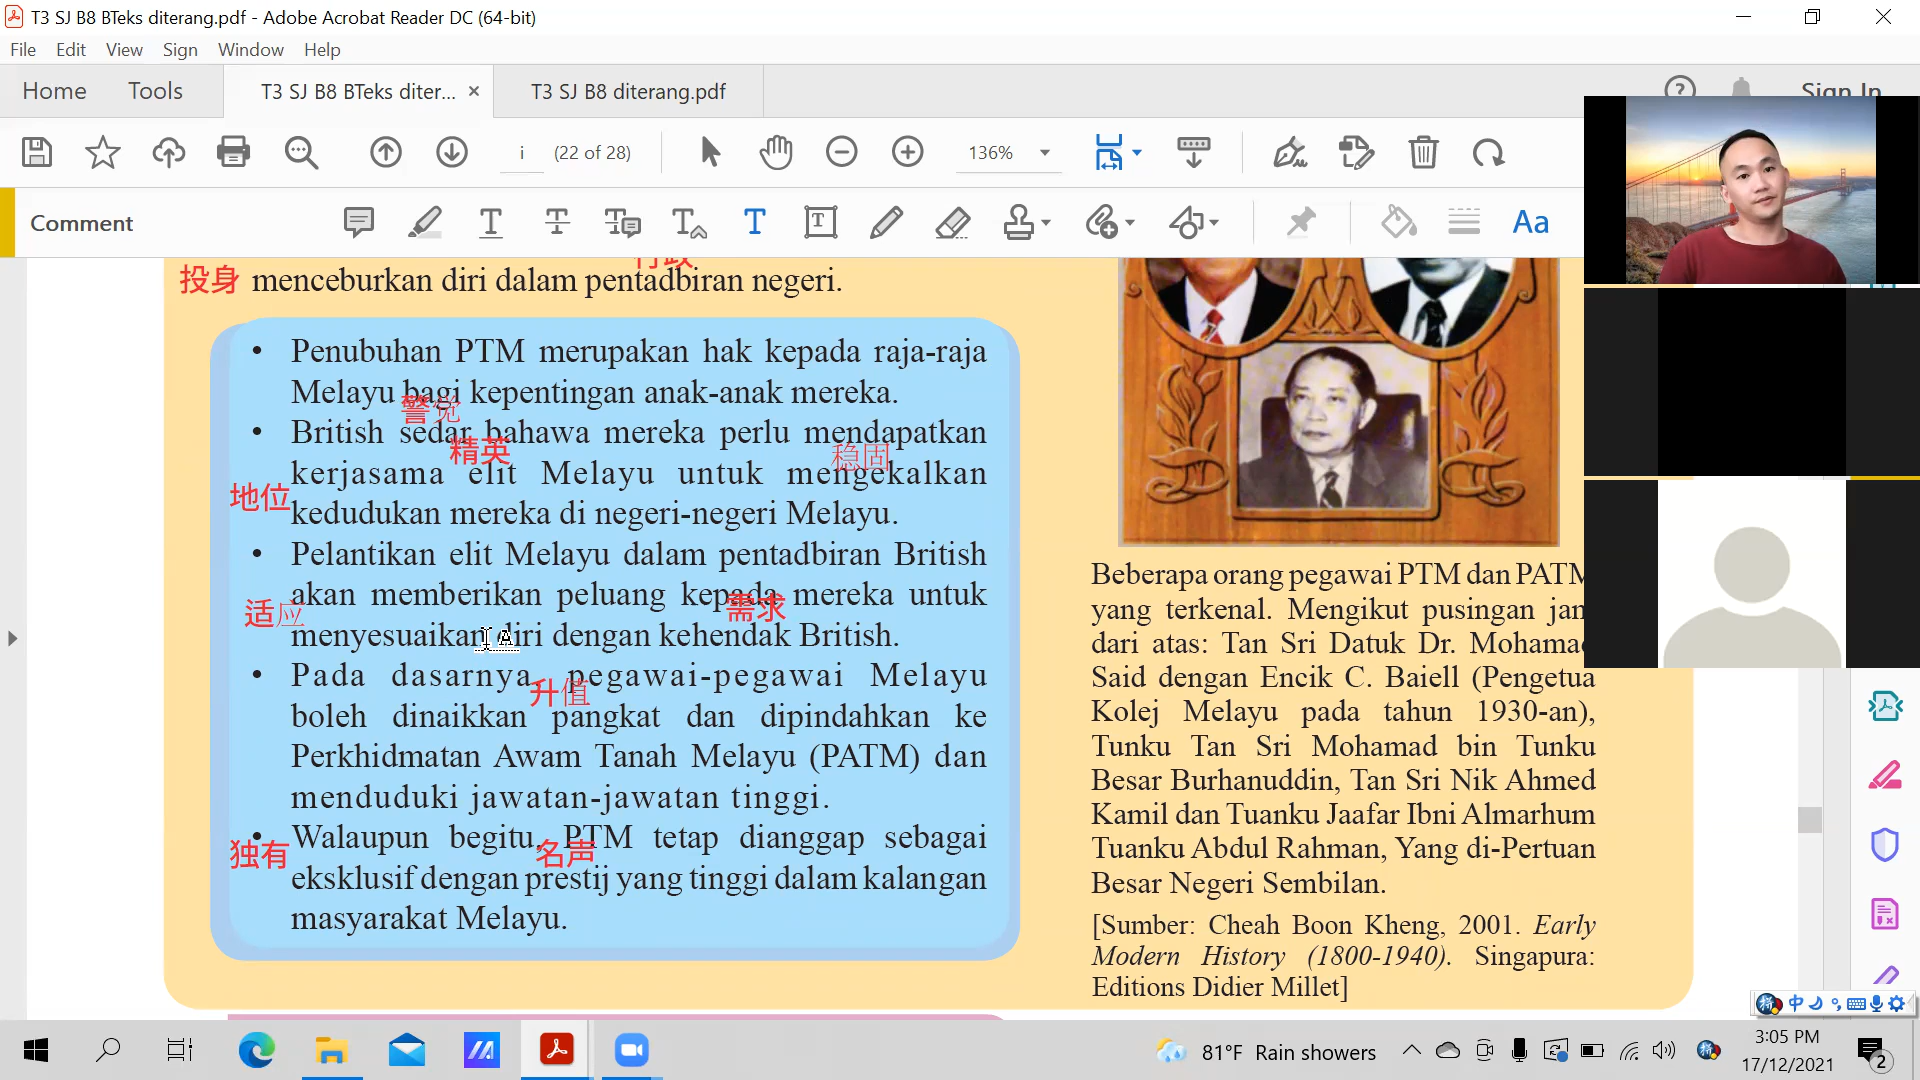 T3 SJ B8 BTeks diterang.pdf - Adobe Acrobat Reader DC (64-bit)
File Edit View Sign Window Help
Home Tools T3 SJ B8 BTeks diter... × T3 SJ B8 diterang.pdf Sign In
i (22 of 28) 136%
Comment
行政
投身 menceburkan diri dalam pentadbiran negeri.
• Penubuhan PTM merupakan hak kepada raja-raja
Melayu bagi kepentingan anak-anak mereka.
警觉
• British sedar bahawa mereka perlu mendapatkan
精英 稳固
kerjasama elit Melayu untuk mengekalkan
地位
kedudukan mereka di negeri-negeri Melayu.
• Pelantikan elit Melayu dalam pentadbiran British
akan memberikan peluang kepada mereka untuk
适应 需求
menyesuaikan diri dengan kehendak British.
• Pada dasarnya, pegawai-pegawai Melayu
升值
boleh dinaikkan pangkat dan dipindahkan ke
Perkhidmatan Awam Tanah Melayu (PATM) dan
menduduki jawatan-jawatan tinggi.
• Walaupun begitu, PTM tetap dianggap sebagai
独有 名声
eksklusif dengan prestij yang tinggi dalam kalangan
masyarakat Melayu.
Beberapa orang pegawai PTM dan PATM
yang terkenal. Mengikut pusingan jam
dari atas: Tan Sri Datuk Dr. Mohamad
Said dengan Encik C. Baiell (Pengetua
Kolej Melayu pada tahun 1930-an),
Tunku Tan Sri Mohamad bin Tunku
Besar Burhanuddin, Tan Sri Nik Ahmed
Kamil dan Tuanku Jaafar Ibni Almarhum
Tuanku Abdul Rahman, Yang di-Pertuan
Besar Negeri Sembilan.
[Sumber: Cheah Boon Kheng, 2001. Early
Modern History (1800-1940). Singapura:
Editions Didier Millet]
拼 中
81°F Rain showers
3:05 PM
17/12/2021
2